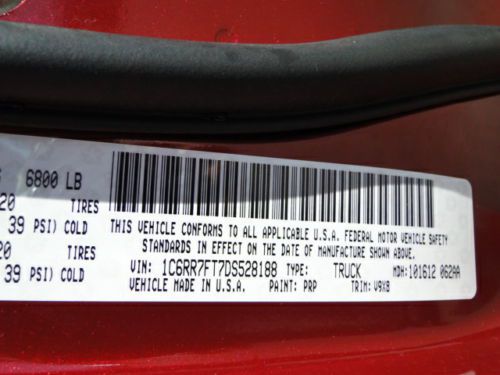 6800 LB
20 TIRES
39 PSI) COLD
20 TIRES
39 PSI) COLD
THIS VEHICLE CONFORMS TO ALL APPLICABLE U.S.A. FEDERAL MOTOR VEHICLE SAFETY
STANDARDS IN EFFECT ON THE DATE OF MANUFACTURE SHOWN ABOVE.
VIN: 1C6RR7FT7DS528188 TYPE: TRUCK MDH:101612 062AA
VEHICLE MADE IN U.S.A. PAINT: PRP TRIM: V9X8